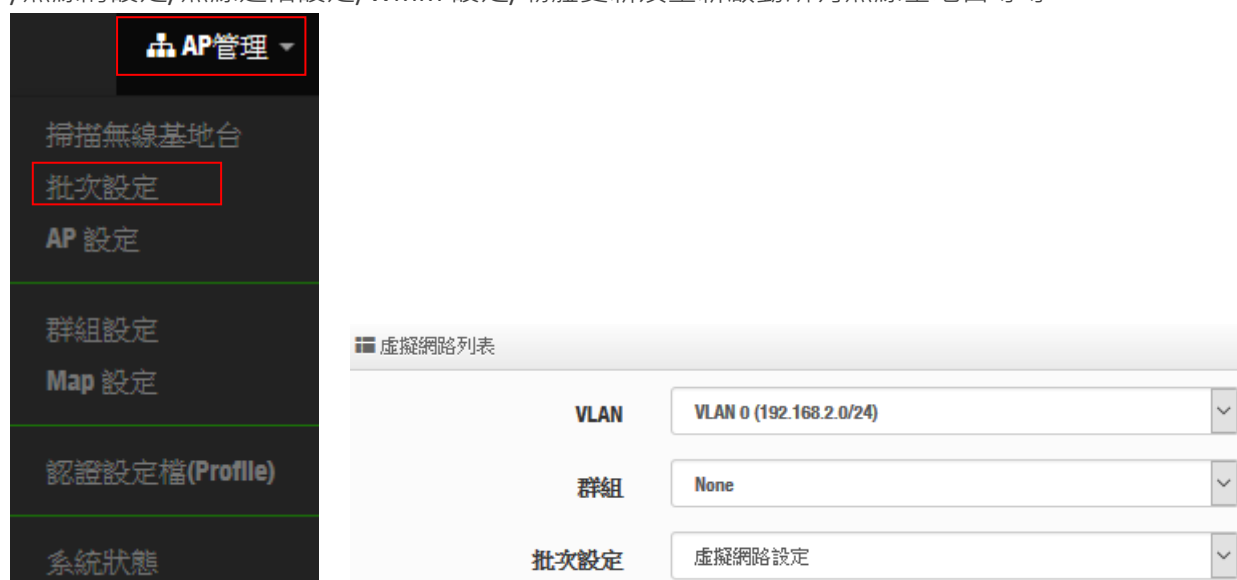 AP管理
掃描無線基地台
批次設定
AP 設定
群組設定
Map 設定
認證設定檔(Profile)
系統狀態
虛擬網路列表
VLAN VLAN 0 (192.168.2.0/24)
群組 None
批次設定 虛擬網路設定